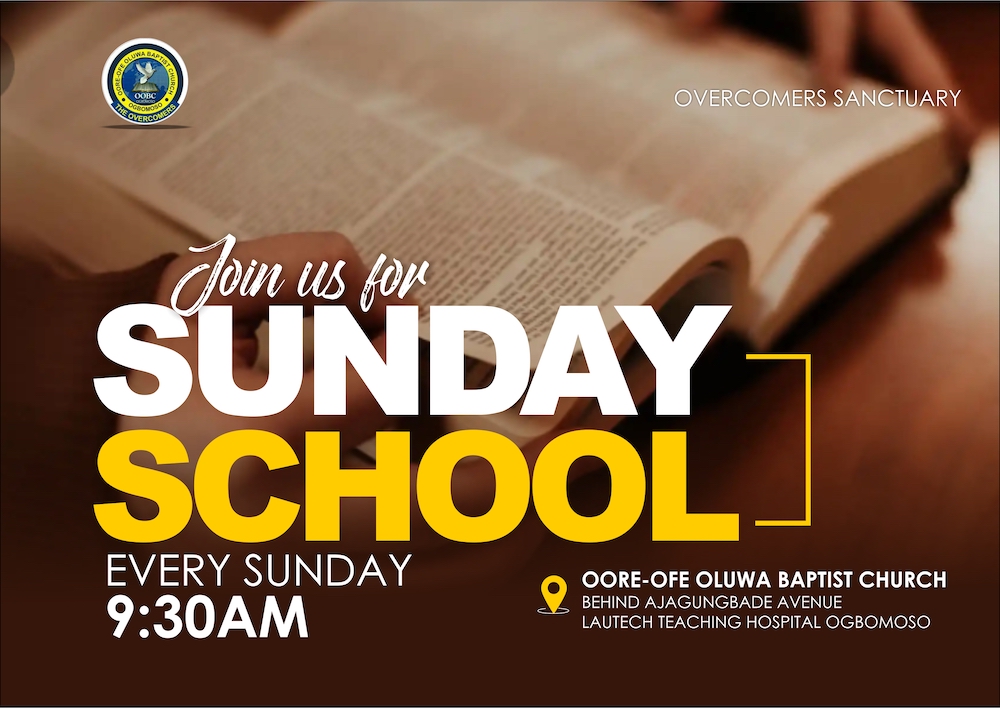 OORE-OFE OLUWA BAPTIST CHURCH
OOBC
OGBOMOSO
THE OVERCOMERS
OVERCOMERS SANCTUARY
Join us for
SUNDAY
SCHOOL
EVERY SUNDAY
9:30AM
OORE-OFE OLUWA BAPTIST CHURCH
BEHIND AJAGUNGBADE AVENUE
LAUTECH TEACHING HOSPITAL OGBOMOSO